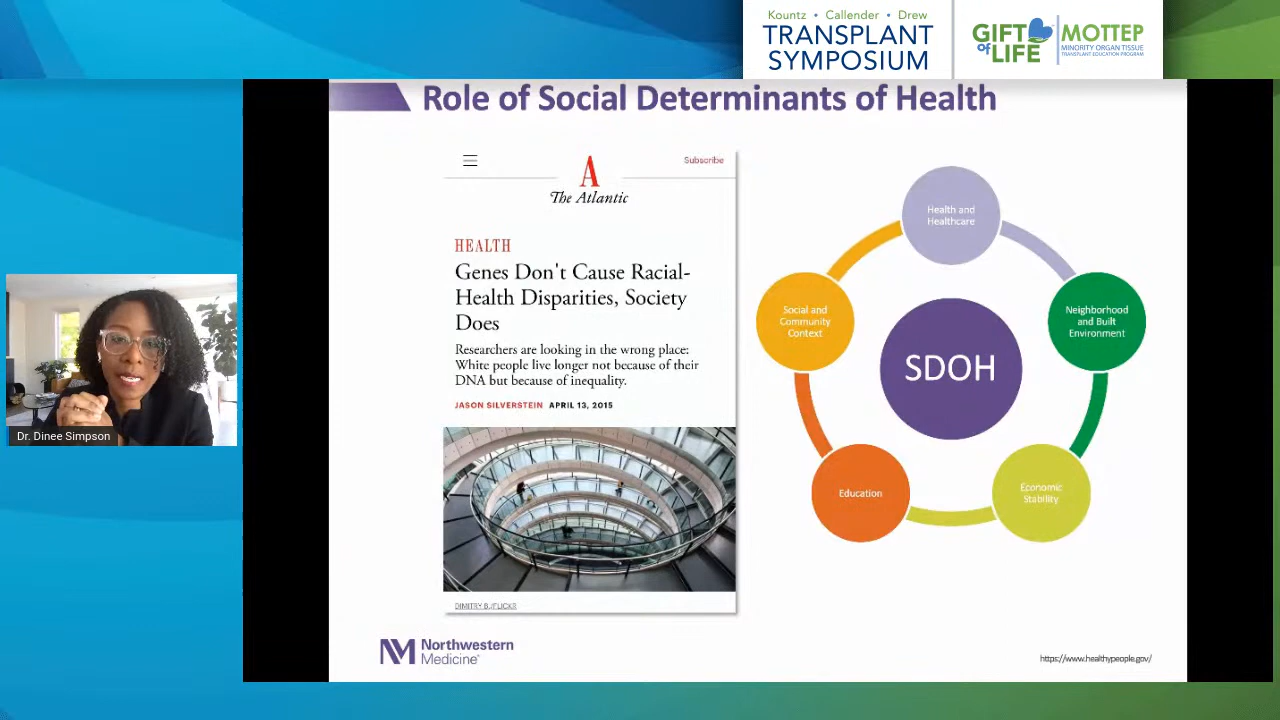 Kountz • Callender • Drew
TRANSPLANT
SYMPOSIUM
GIFT
of
LIFE
MOTTEP
MINORITY ORGAN TISSUE
TRANSPLANT EDUCATION PROGRAM
Role of Social Determinants of Health
Subscribe
A
The Atlantic
HEALTH
Genes Don't Cause Racial-
Health Disparities, Society
Does
Researchers are looking in the wrong place:
White people live longer not because of their
DNA but because of inequality.
JASON SILVERSTEIN APRIL 13, 2015
DIMITRY B./FLICKR
Health and
Healthcare
Social and
Community
Context
Neighborhood
and Built
Environment
SDOH
Education
Economic
Stability
Dr. Dinee Simpson
NM
Northwestern
Medicine®
https://www.healthypeople.gov/